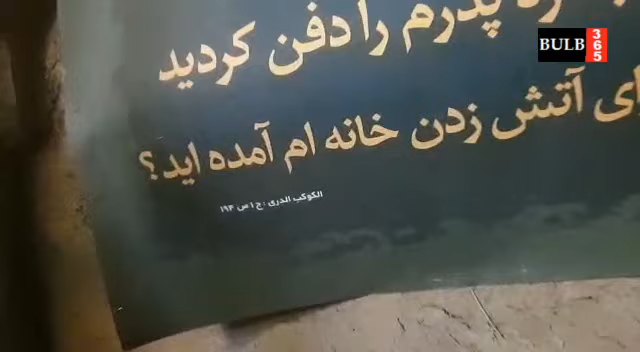 پدرم را دفن کردید
آتش زدن خانه ام آمده اید؟
الکوکب الدری : ج ۱ ص ۱۹۴
BULB 365